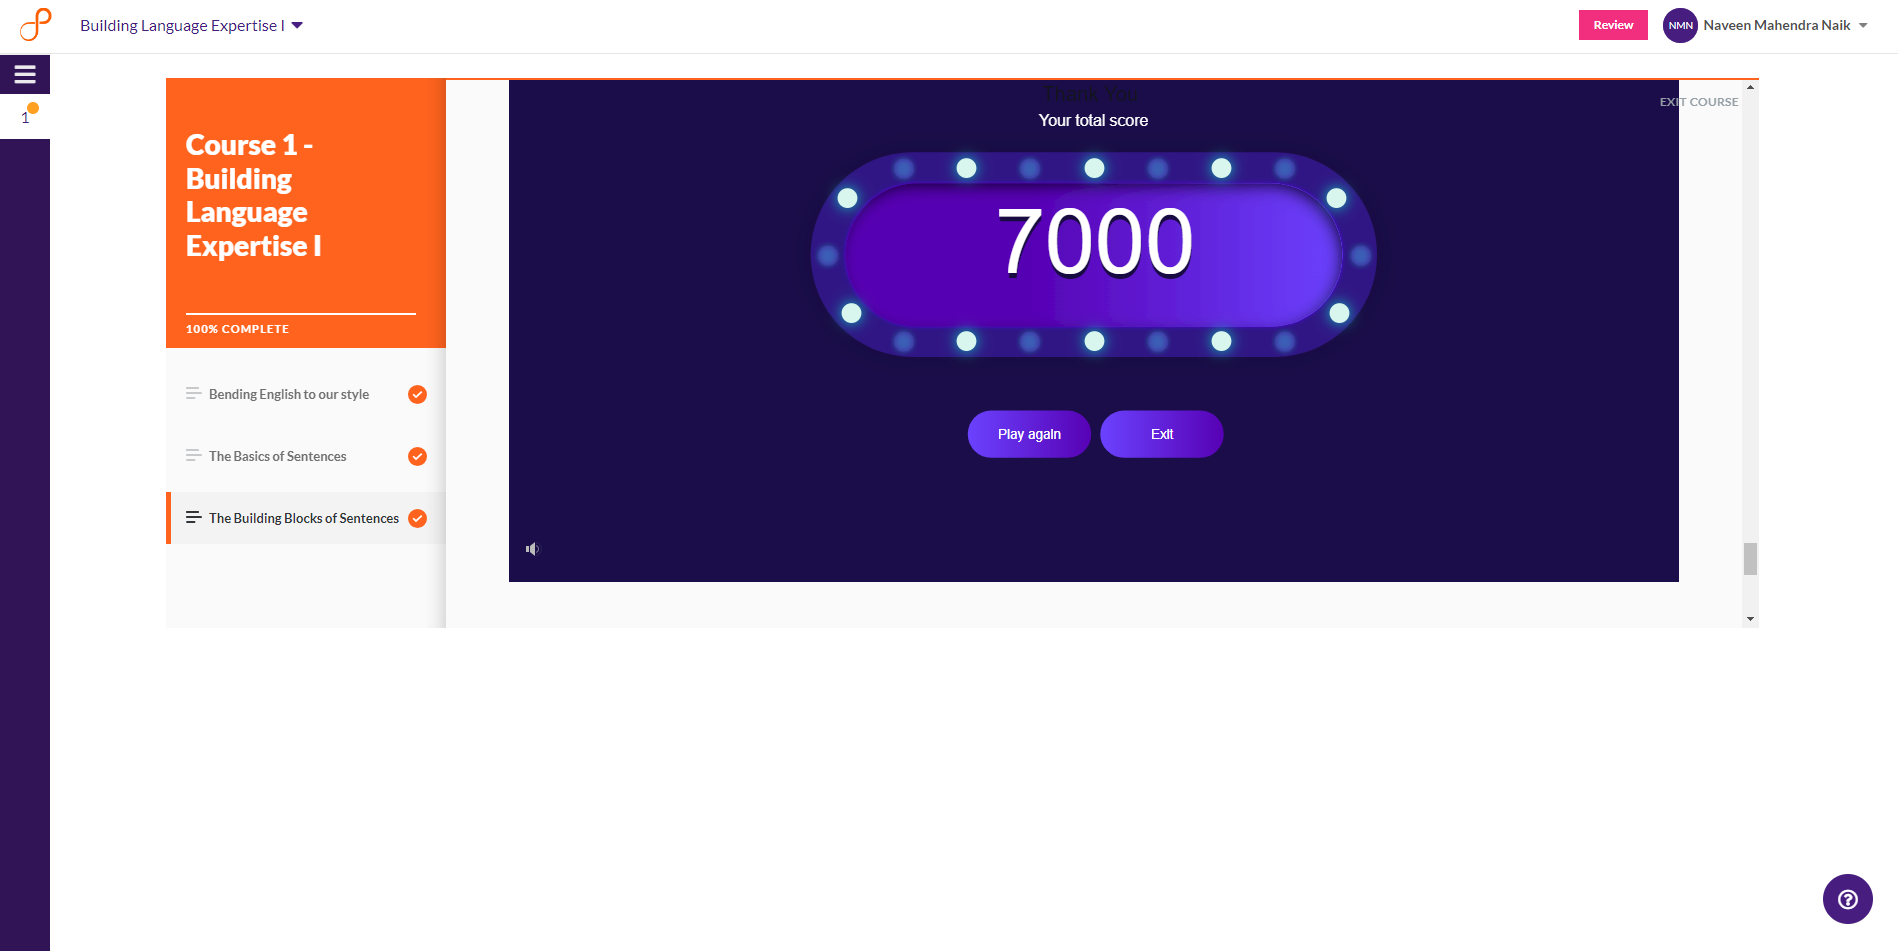 Building Language Expertise I
Review
NMN
Naveen Mahendra Naik
1
Course 1 -
Building
Language
Expertise I
100% COMPLETE
Bending English to our style
The Basics of Sentences
The Building Blocks of Sentences
Thank You
Your total score
EXIT COURSE
7000
Play again
Exit